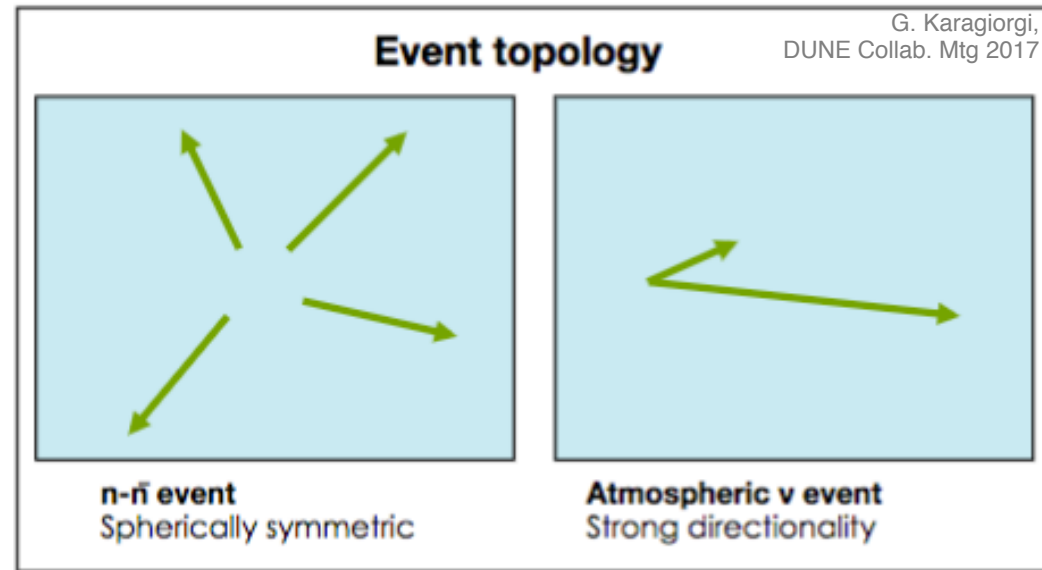 G. Karagiorgi,
DUNE Collab. Mtg 2017
Event topology
n-n̄ event
Spherically symmetric
Atmospheric ν event
Strong directionality